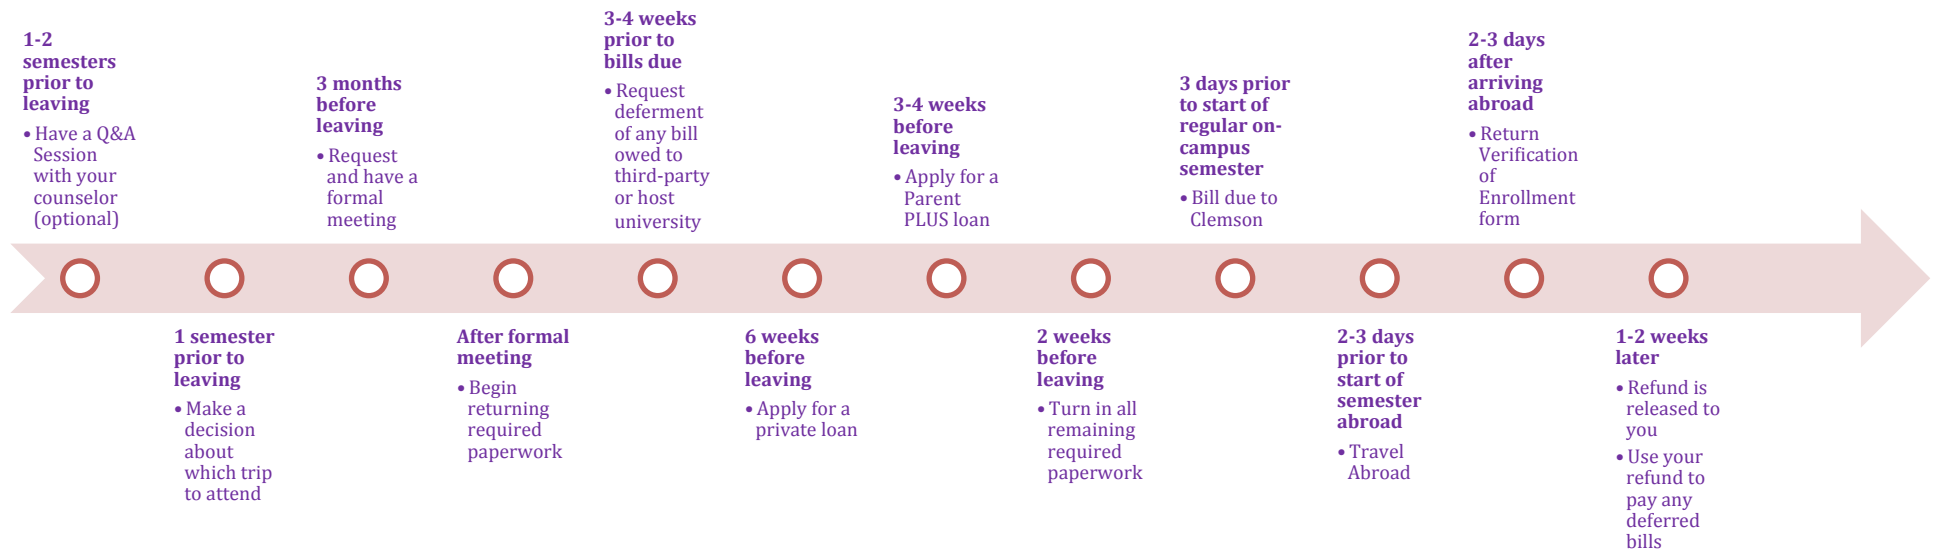 1-2
semesters
prior to
leaving
• Have a Q&A
Session
with your
counselor
(optional)
1 semester
prior to
leaving
• Make a
decision
about
which trip
to attend
3 months
before
leaving
• Request
and have a
formal
meeting
After formal
meeting
• Begin
returning
required
paperwork
3-4 weeks
prior to
bills due
• Request
deferment
of any bill
owed to
third-party
or host
university
6 weeks
before
leaving
• Apply for a
private loan
3-4 weeks
before
leaving
• Apply for a
Parent
PLUS loan
2 weeks
before
leaving
• Turn in all
remaining
required
paperwork
3 days prior
to start of
regular on-
campus
semester
• Bill due to
Clemson
2-3 days
prior to
start of
semester
abroad
• Travel
Abroad
2-3 days
after
arriving
abroad
• Return
Verification
of
Enrollment
form
1-2 weeks
later
• Refund is
released to
you
• Use your
refund to
pay any
deferred
bills